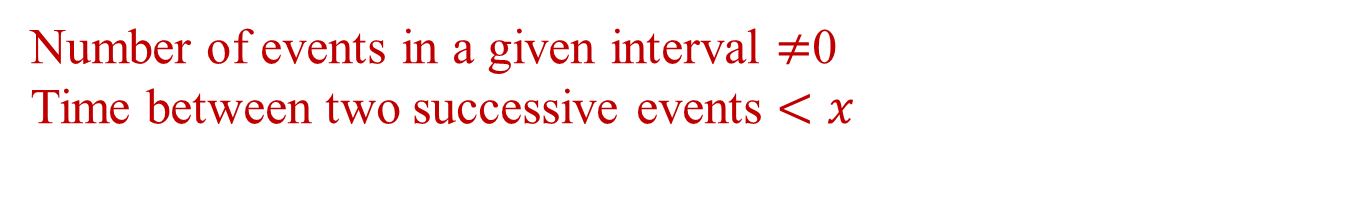 Number of events in a given interval ≠0
Time between two successive events < x